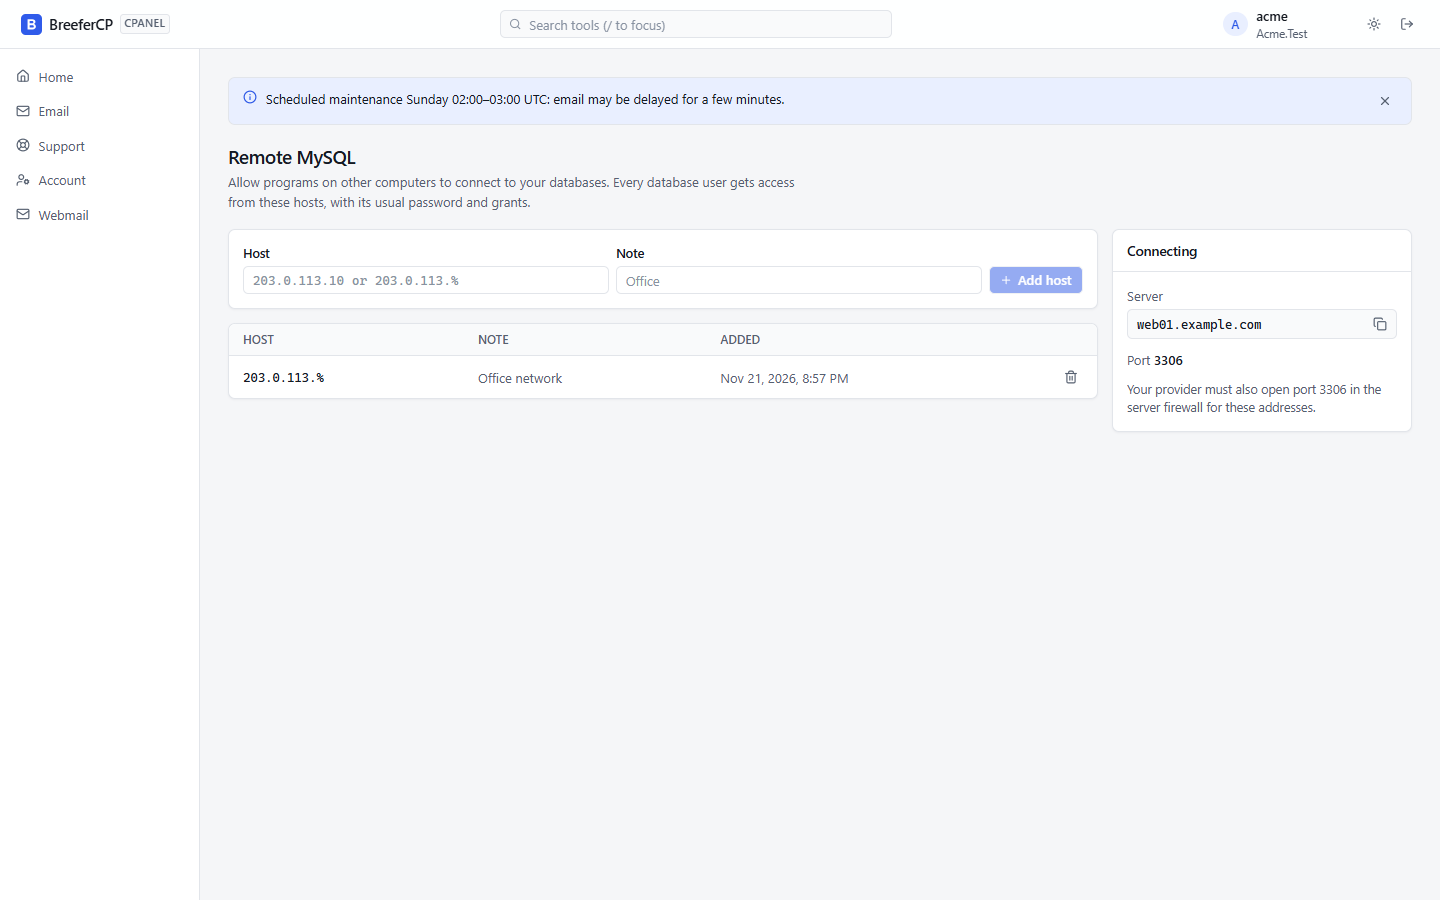 B BreeferCP CPANEL
Search tools (/ to focus)
A acme
Acme.Test
Home
Email
Support
Account
Webmail
Scheduled maintenance Sunday 02:00–03:00 UTC: email may be delayed for a few minutes.
Remote MySQL
Allow programs on other computers to connect to your databases. Every database user gets access
from these hosts, with its usual password and grants.
Host
Note
203.0.113.10 or 203.0.113.%
Office
+ Add host
HOST NOTE ADDED
203.0.113.% Office network Nov 21, 2026, 8:57 PM
Connecting
Server
web01.example.com
Port 3306
Your provider must also open port 3306 in the
server firewall for these addresses.